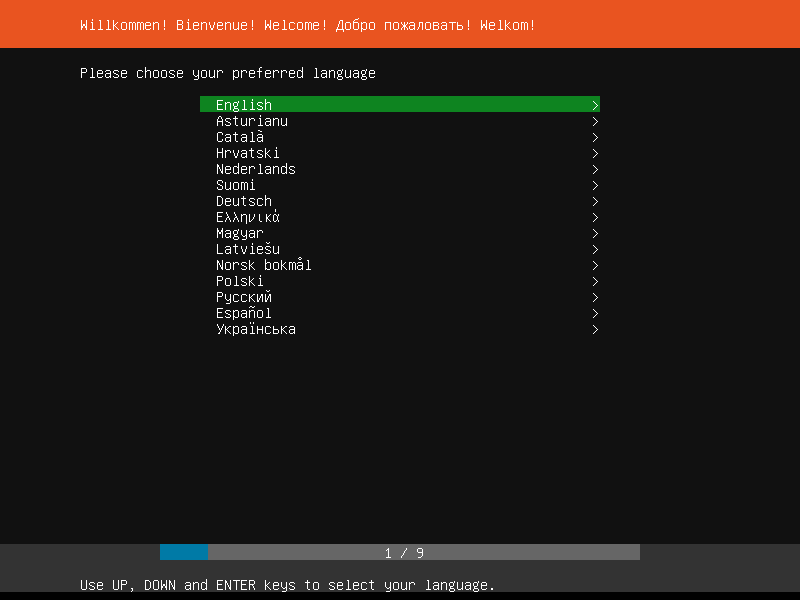 Willkommen! Bienvenue! Welcome! Добро пожаловать! Welkom!
Please choose your preferred language
English >
Asturianu >
Català >
Hrvatski >
Nederlands >
Suomi >
Deutsch >
Ελληνικά >
Magyar >
Latviešu >
Norsk bokmål >
Polski >
Русский >
Español >
Українська >
1 / 9
Use UP, DOWN and ENTER keys to select your language.